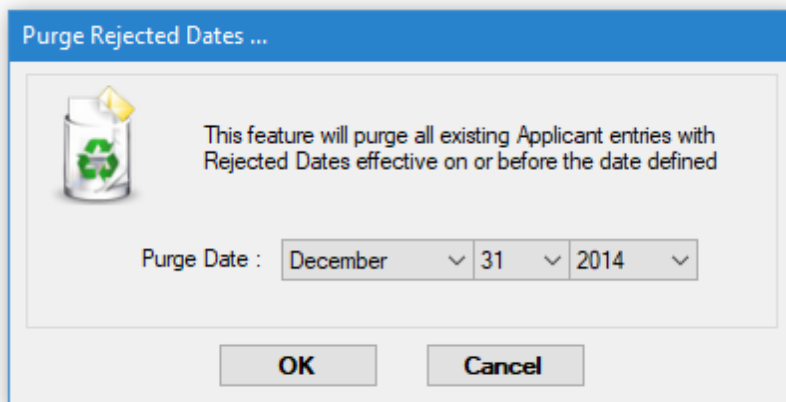 Purge Rejected Dates ...
This feature will purge all existing Applicant entries with
Rejected Dates effective on or before the date defined
Purge Date : December 31 2014
OK Cancel